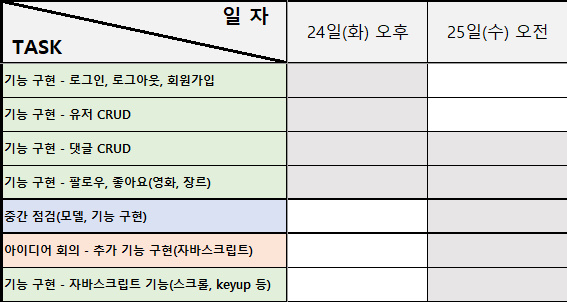 일 자
TASK
24일(화) 오후
25일(수) 오전
기능 구현 - 로그인, 로그아웃, 회원가입
기능 구현 - 유저 CRUD
기능 구현 - 댓글 CRUD
기능 구현 - 팔로우, 좋아요(영화, 장르)
중간 점검(모델, 기능 구현)
아이디어 회의 - 추가 기능 구현(자바스크립트)
기능 구현 - 자바스크립트 기능(스크롤, keyup 등)